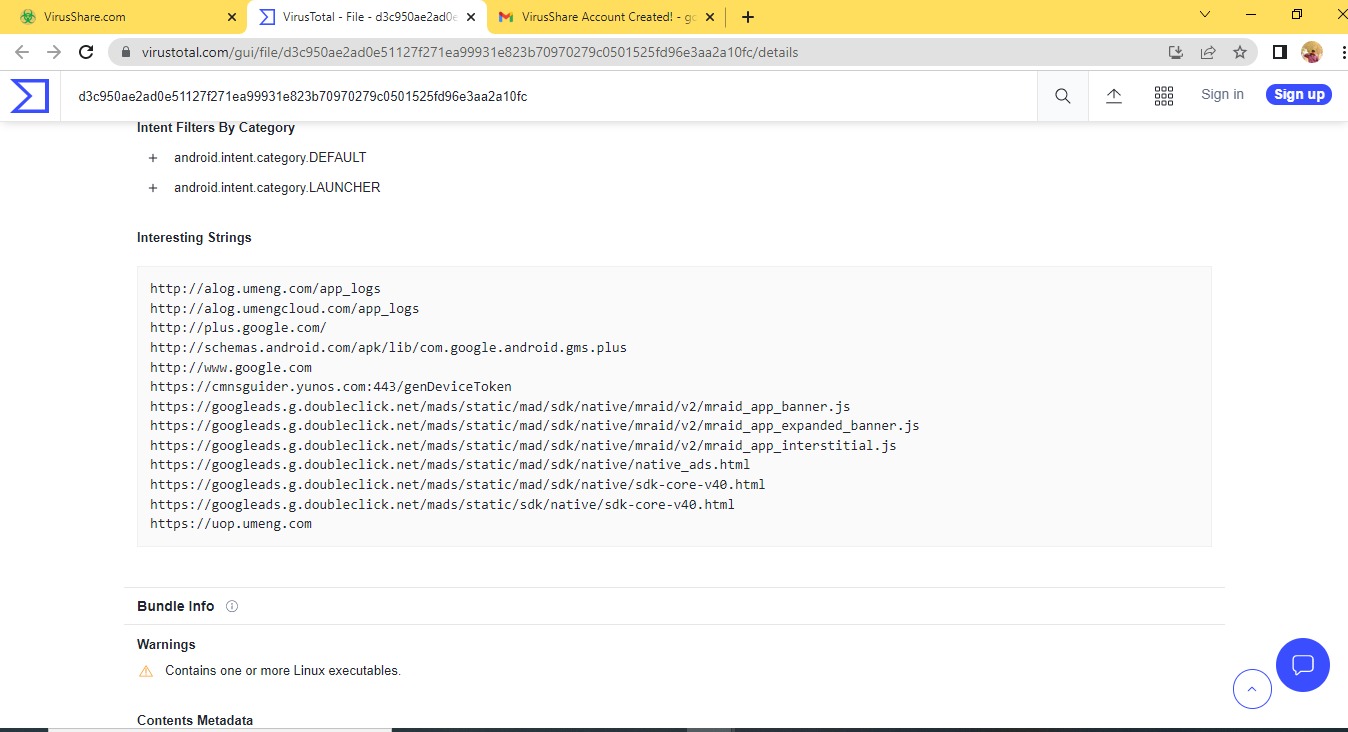 VirusShare.com
VirusTotal - File - d3c950ae2ad0e
VirusShare Account Created! - go
virustotal.com/gui/file/d3c950ae2ad0e51127f271ea99931e823b70970279c0501525fd96e3aa2a10fc/details
d3c950ae2ad0e51127f271ea99931e823b70970279c0501525fd96e3aa2a10fc
Sign in
Sign up
Intent Filters By Category
+ android.intent.category.DEFAULT
+ android.intent.category.LAUNCHER
Interesting Strings
http://alog.umeng.com/app_logs
http://alog.umengcloud.com/app_logs
http://plus.google.com/
http://schemas.android.com/apk/lib/com.google.android.gms.plus
http://www.google.com
https://cmnsguider.yunos.com:443/genDeviceToken
https://googleads.g.doubleclick.net/mads/static/mad/sdk/native/mraid/v2/mraid_app_banner.js
https://googleads.g.doubleclick.net/mads/static/mad/sdk/native/mraid/v2/mraid_app_expanded_banner.js
https://googleads.g.doubleclick.net/mads/static/mad/sdk/native/mraid/v2/mraid_app_interstitial.js
https://googleads.g.doubleclick.net/mads/static/mad/sdk/native/native_ads.html
https://googleads.g.doubleclick.net/mads/static/mad/sdk/native/sdk-core-v40.html
https://googleads.g.doubleclick.net/mads/static/sdk/native/sdk-core-v40.html
https://uop.umeng.com
Bundle Info
Warnings
Contains one or more Linux executables.
Contents Metadata